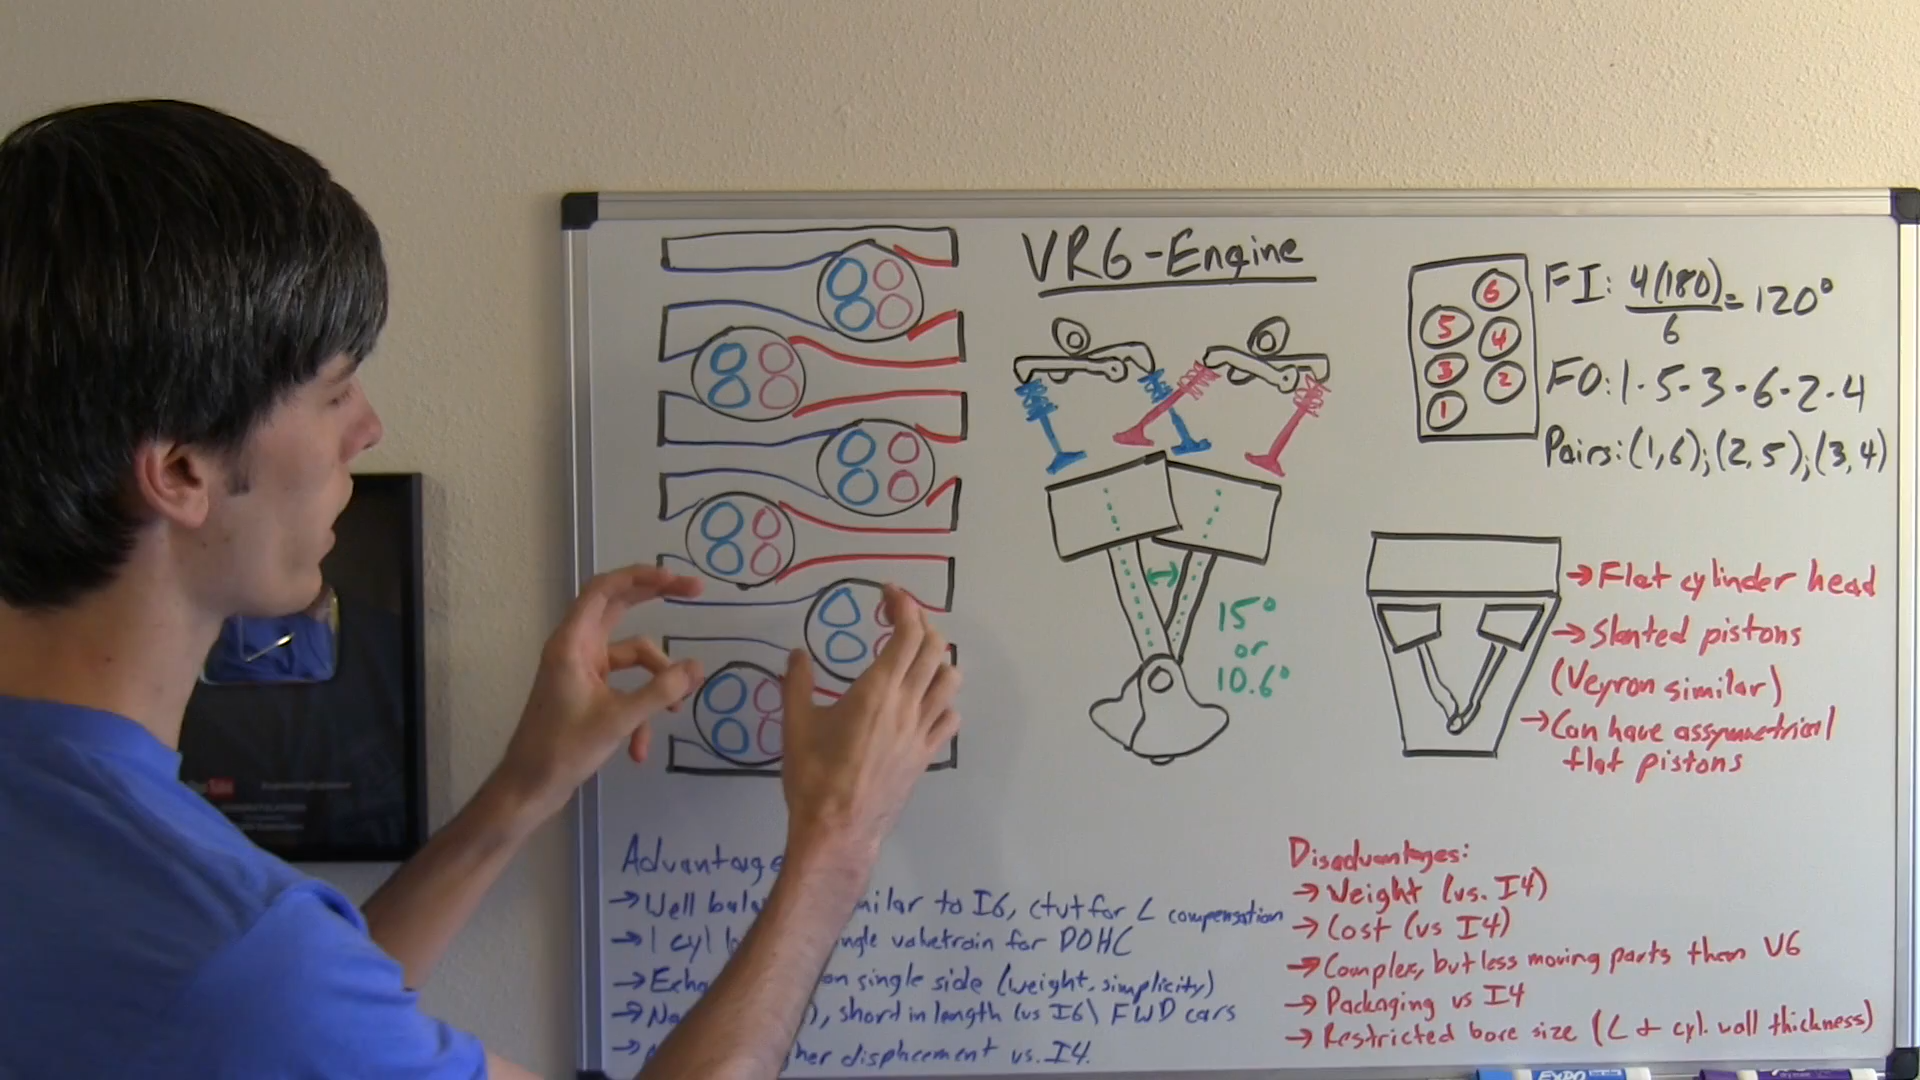 VR6-Engine
6
5
4
3
2
1
FI: 4(180)/6 = 120°
FO: 1-5-3-6-2-4
Pairs: (1,6); (2,5); (3,4)
15°
or
10.6°
→ Flat cylinder head
→ Slanted pistons
(Veyron similar)
→ Can have assymmetrical
flat pistons
Advantage
→ Well milar to I6, ctut for ∠ compensation
→ 1 cyl ngle valvetrain for DOHC
→ Exha on single side (weight, simplicity)
→ Na ), short in length (vs I6) FWD cars
→ her displacement vs. I4.
Disadvantages:
→ Weight (vs. I4)
→ Cost (vs I4)
→ Complex, but less moving parts than V6
→ Packaging vs I4
→ Restricted bore size (∠ + cyl. wall thickness)
EXPO